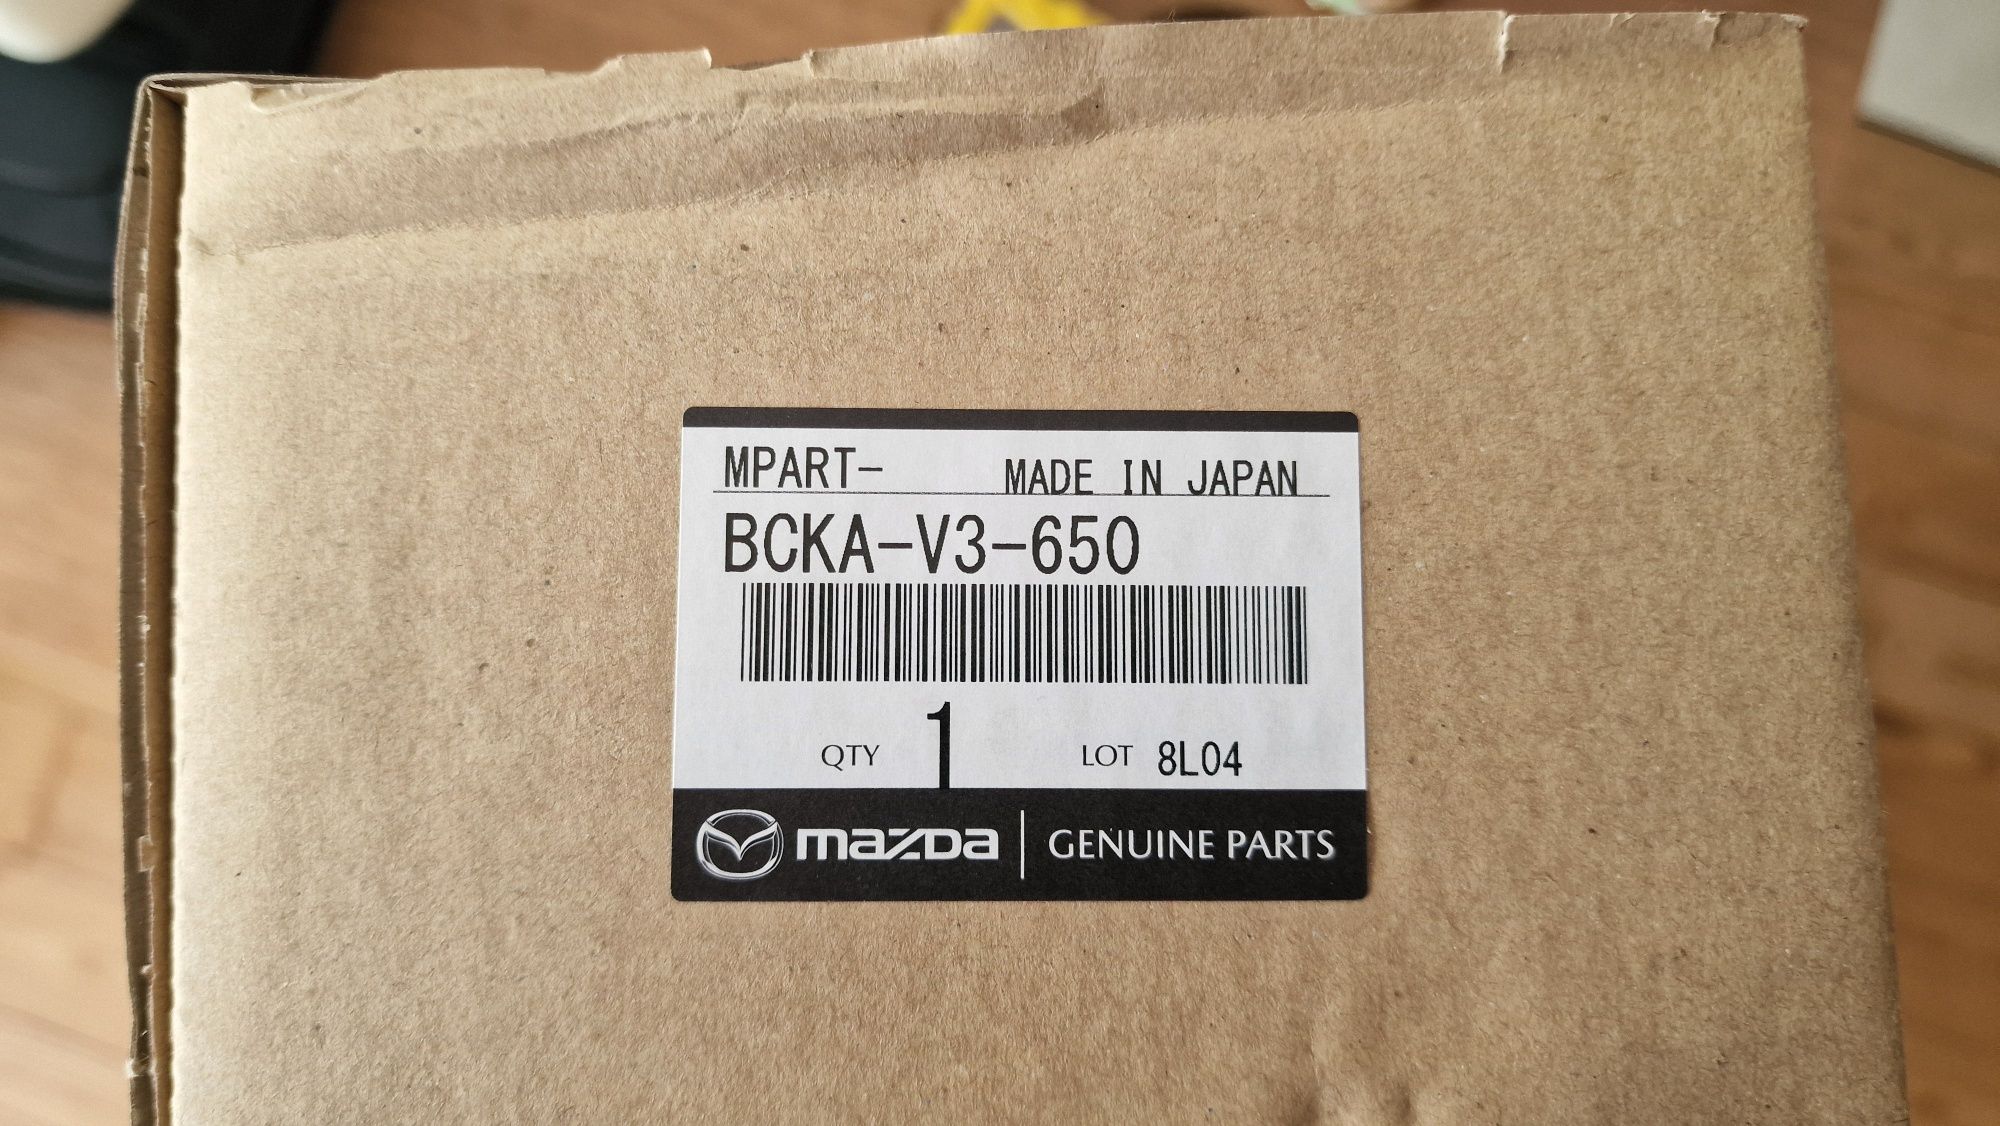 MPART- MADE IN JAPAN
BCKA-V3-650
QTY 1 LOT 8L04
mazda GENUINE PARTS